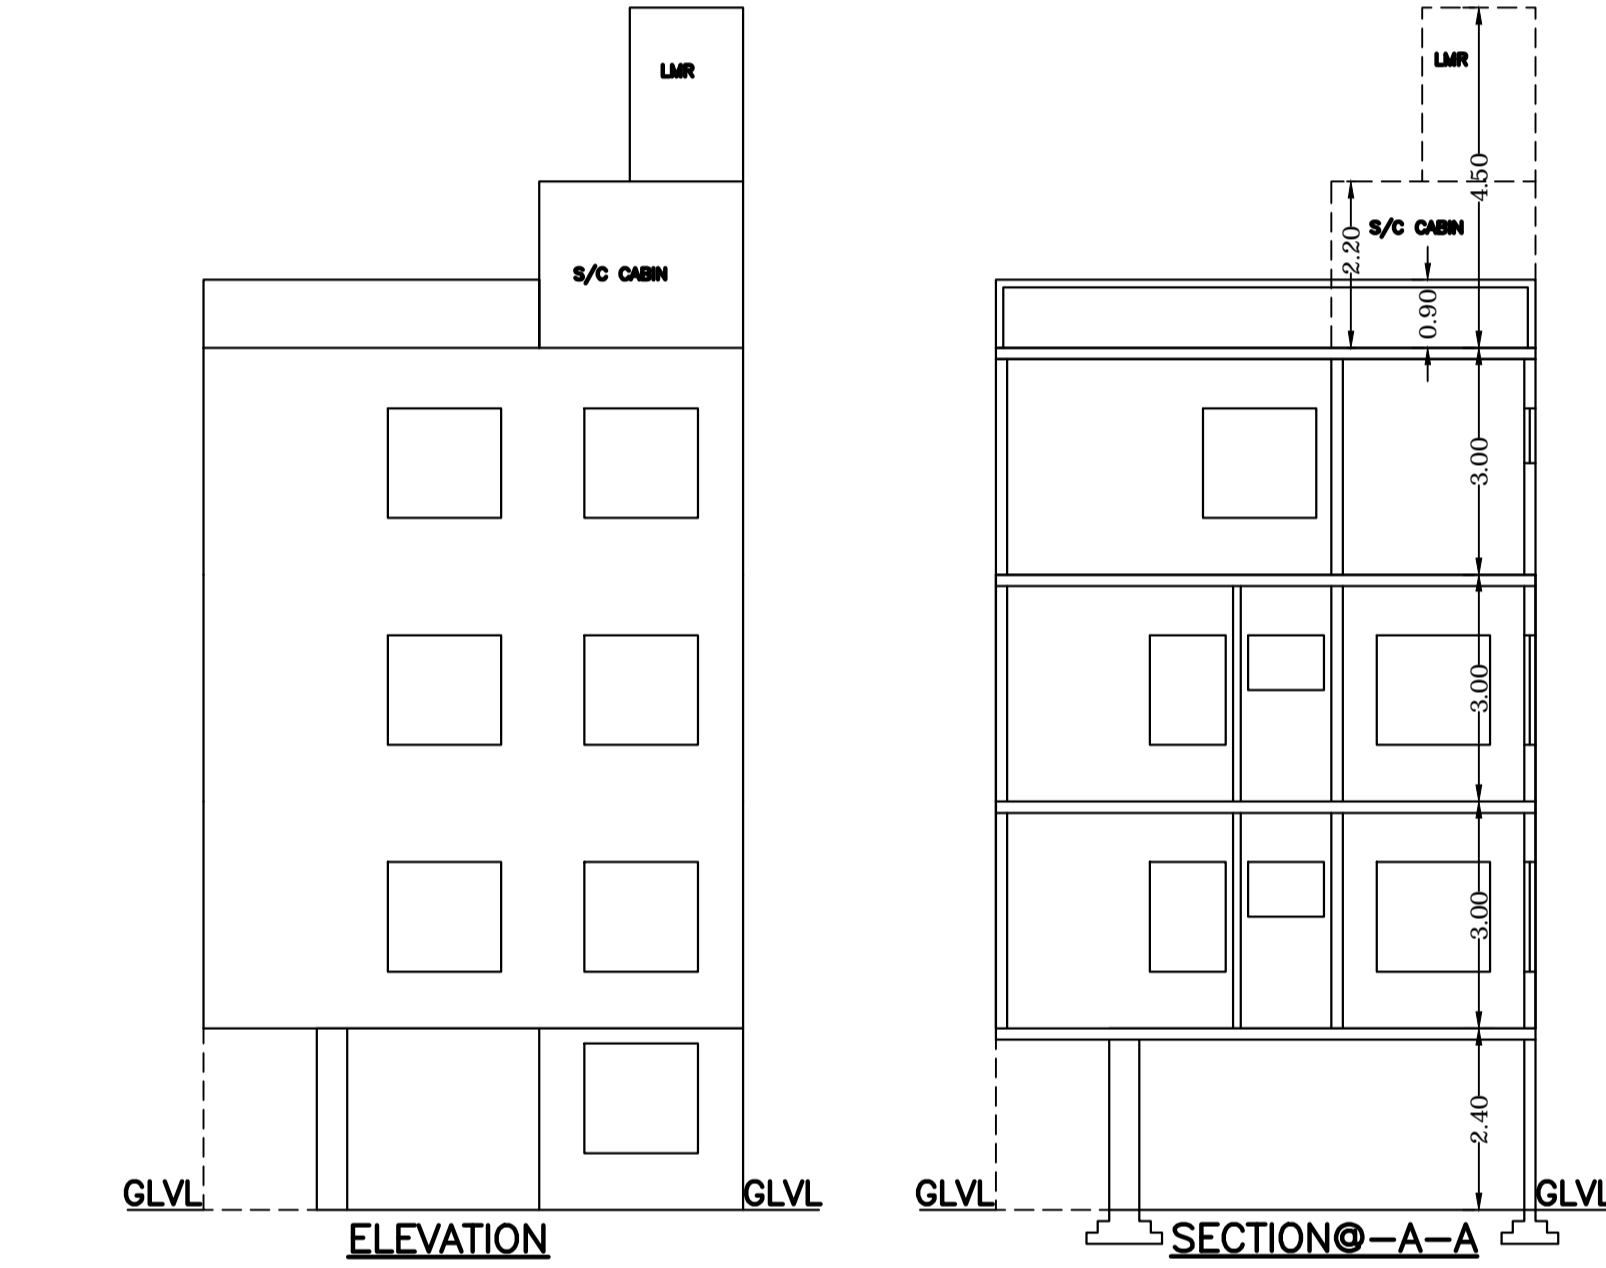 LMR
S/C CABIN
GLVL
GLVL
ELEVATION
LMR
4.50
S/C CABIN
2.20
0.90
3.00
3.00
3.00
2.40
GLVL
GLVL
SECTION@-A-A